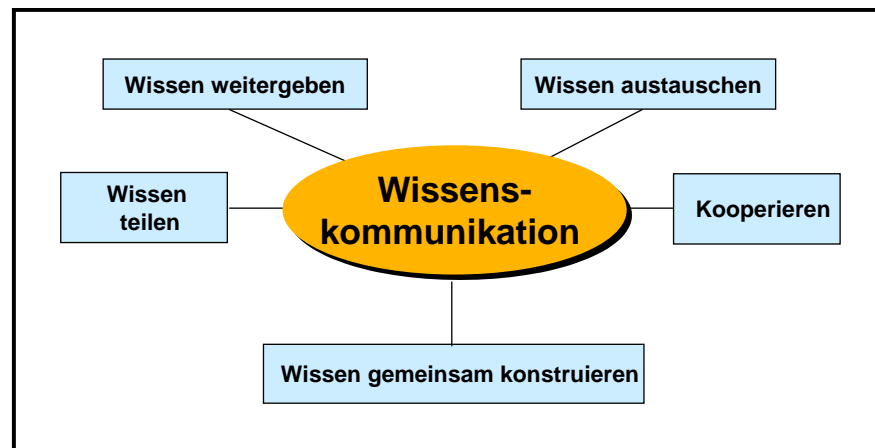 Wissen weitergeben
Wissen austauschen
Wissen
teilen
Wissens-
kommunikation
Kooperieren
Wissen gemeinsam konstruieren